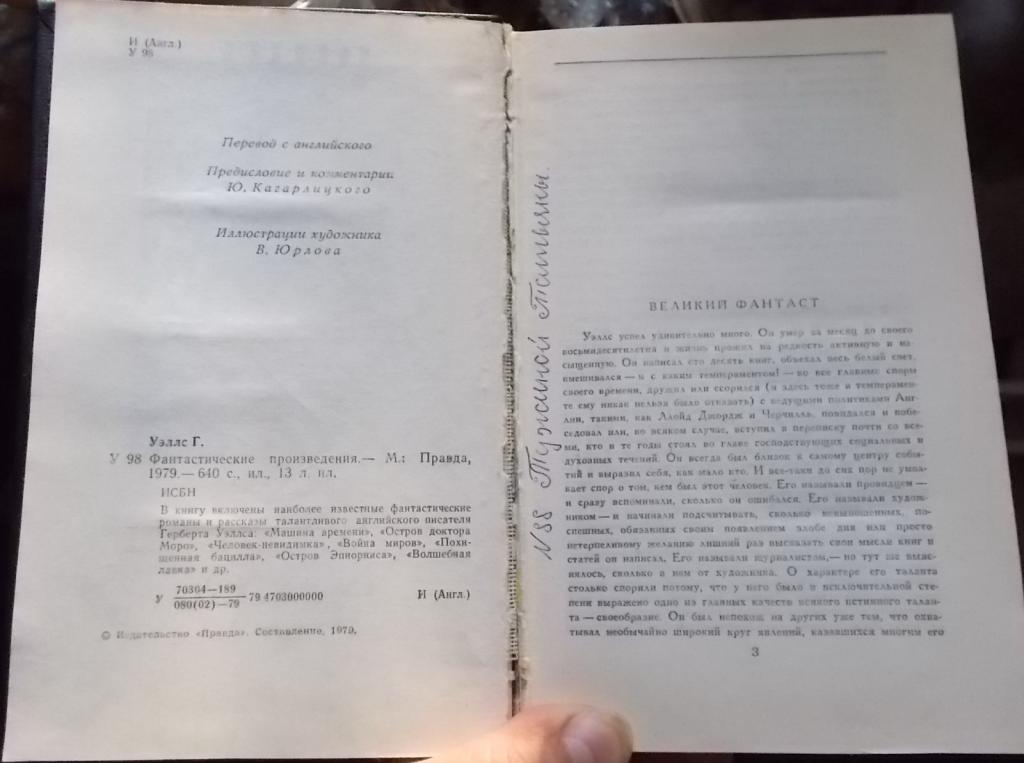 И (Англ.)
У 98
Перевод с английского
Предисловие и комментарии
Ю. Кагарлицкого
Иллюстрации художника
В. Юрлова
Уэллс Г.
У 98 Фантастические произведения.— М.: Правда,
1979.— 640 с., ил., 13 л. ил.
ИСБН
В книгу включены наиболее известные фантастические
романы и рассказы талантливого английского писателя
Герберта Уэллса: «Машина времени», «Остров доктора
Моро», «Человек-невидимка», «Война миров», «Похи-
щенная бацилла», «Остров Эпиорниса», «Волшебная
лавка» и др.
70304—189
У 080(02)—79 79 4703000000 И (Англ.)
© Издательство «Правда». Составление, 1979.
N 88 Тужиной Татьяны.
ВЕЛИКИЙ ФАНТАСТ
Уэллс успел удивительно много. Он умер за месяц до своего
восьмидесятилетия и жизнь прожил на редкость активную и на-
сыщенную. Он написал сто десять книг, объехал весь белый свет,
вмешивался — и с каким темпераментом! — во все главные споры
своего времени, дружил или ссорился (и здесь тоже в темперамен-
те ему никак нельзя было отказать) с ведущими политиками Анг-
лии, такими, как Ллойд Джордж и Черчилль, повидался и побе-
седовал или, во всяком случае, вступил в переписку почти со все-
ми, кто в те годы стоял во главе господствующих социальных и
духовных течений. Он всегда был близок к самому центру собы-
тий и выразил себя, как мало кто. И все-таки до сих пор не умол-
кает спор о том, кем был этот человек. Его называли провидцем —
и сразу вспоминали, сколько он ошибался. Его называли худож-
ником — и начинали подсчитывать, сколько невыношенных, по-
спешных, обязанных своим появлением злобе дня или просто
нетерпеливому желанию лишний раз высказать свои мысли книг и
статей он написал. Его называли журналистом,— но тут же выяс-
нялось, сколько в нем от художника. О характере его таланта
столько спорили потому, что у него было в исключительной сте-
пени выражено одно из главных качеств всякого истинного талан-
та — своеобразие. Он был непохож на других уже тем, что охва-
тывал необычайно широкий круг явлений, казавшихся многим его
3